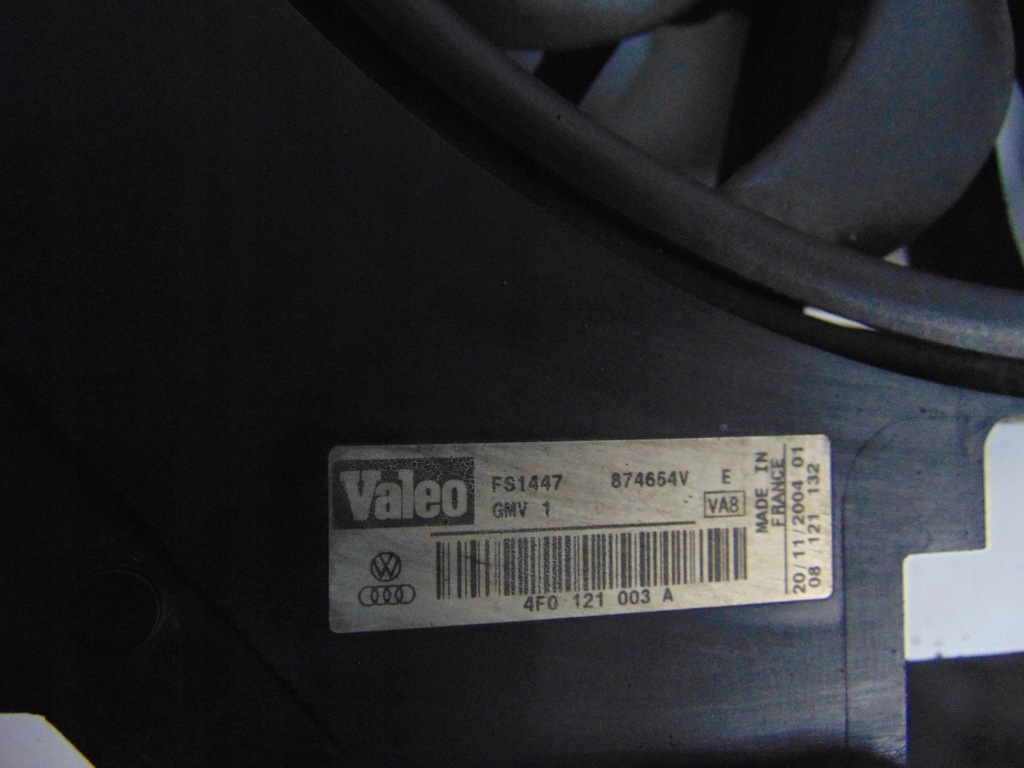 Valeo
FS1447 874654V E
GMV 1 VA8
4F0 121 003 A
MADE IN
FRANCE
20/11/2004 01
08 /121 132